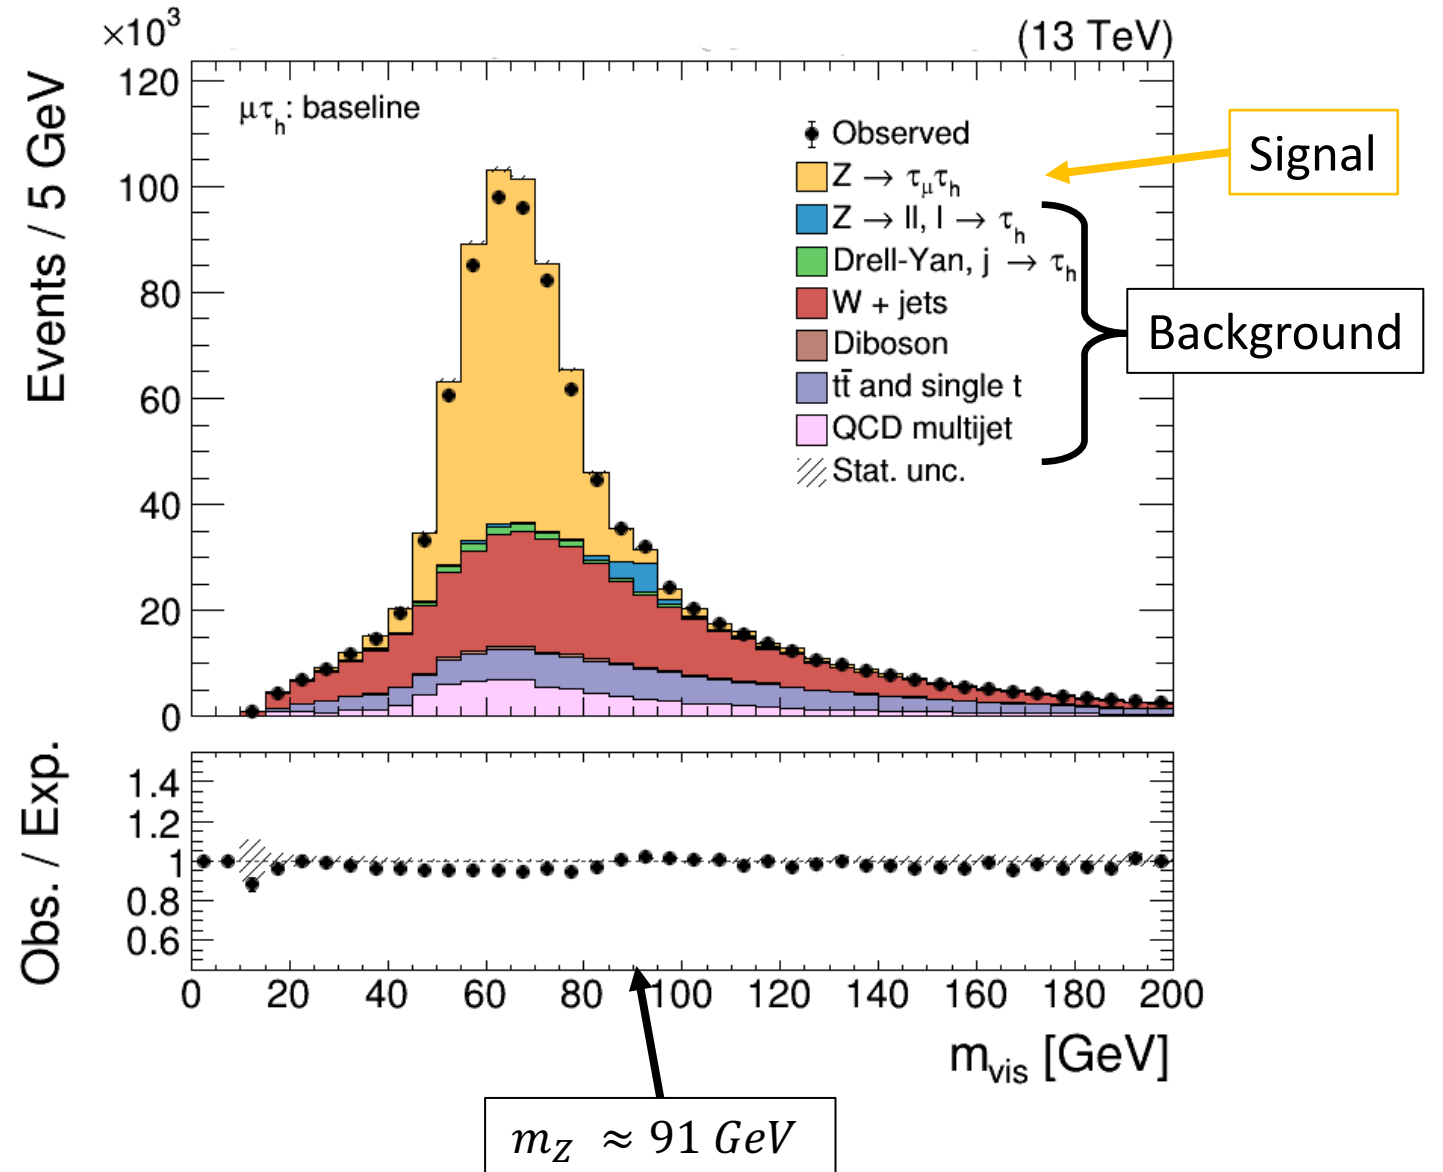 ×10³
(13 TeV)
Events / 5 GeV
120
100
80
60
40
20
0
μτh: baseline
Observed
Z → τμτh
Z → ll, l → τh
Drell-Yan, j → τh
W + jets
Diboson
tt̄ and single t
QCD multijet
Stat. unc.
Signal
Background
Obs. / Exp.
1.4
1.2
1
0.8
0.6
0 20 40 60 80 100 120 140 160 180 200
mvis [GeV]
mZ ≈ 91 GeV